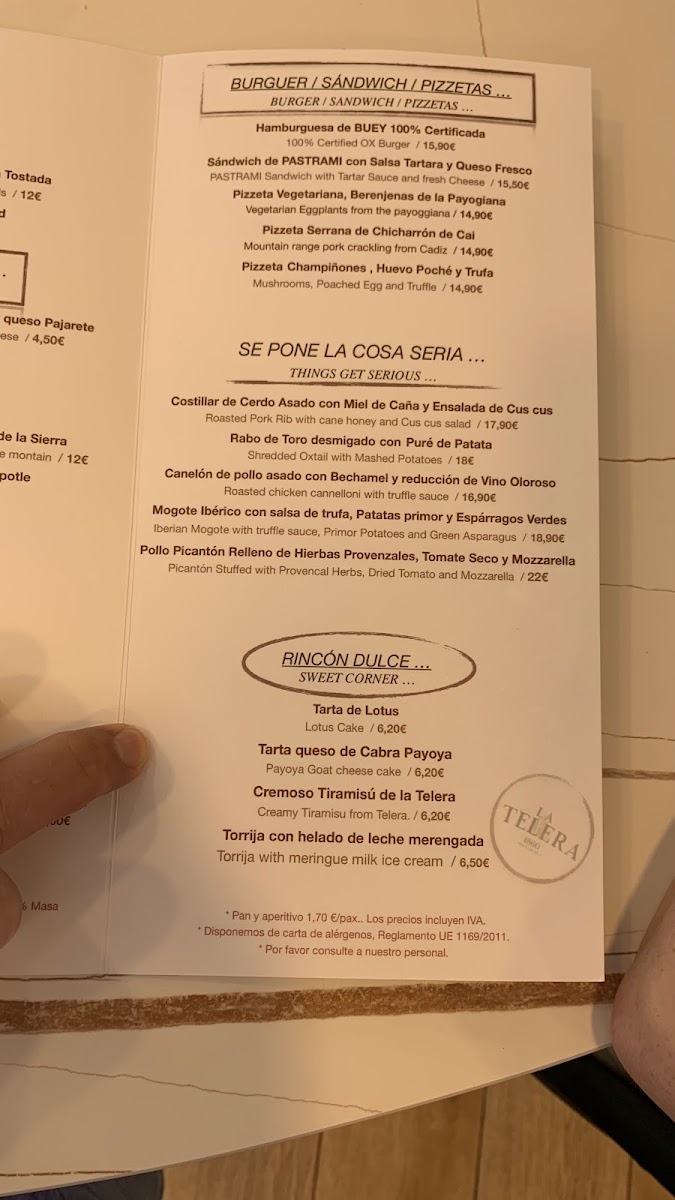 Tostada
/ 12€
queso Pajarete
/ 4,50€
de la Sierra
montain / 12€
BURGUER / SÁNDWICH / PIZZETAS ...
BURGER / SANDWICH / PIZZETAS ...
Hamburguesa de BUEY 100% Certificada
100% Certified OX Burger / 15,90€
Sándwich de PASTRAMI con Salsa Tartara y Queso Fresco
PASTRAMI Sandwich with Tartar Sauce and fresh Cheese / 15,50€
Pizzeta Vegetariana, Berenjenas de la Payogiana
Vegetarian Eggplants from the payoggiana / 14,90€
Pizzeta Serrana de Chicharrón de Cai
Mountain range pork crackling from Cadiz / 14,90€
Pizzeta Champiñones , Huevo Poché y Trufa
Mushrooms, Poached Egg and Truffle / 14,90€
SE PONE LA COSA SERIA ...
THINGS GET SERIOUS ...
Costillar de Cerdo Asado con Miel de Caña y Ensalada de Cus cus
Roasted Pork Rib with cane honey and Cus cus salad / 17,90€
Rabo de Toro desmigado con Puré de Patata
Shredded Oxtail with Mashed Potatoes / 18€
Canelón de pollo asado con Bechamel y reducción de Vino Oloroso
Roasted chicken cannelloni with truffle sauce / 16,90€
Mogote Ibérico con salsa de trufa, Patatas primor y Espárragos Verdes
Iberian Mogote with truffle sauce, Primor Potatoes and Green Asparagus / 18,90€
Pollo Picantón Relleno de Hierbas Provenzales, Tomate Seco y Mozzarella
Picantón Stuffed with Provencal Herbs, Dried Tomato and Mozzarella / 22€
RINCÓN DULCE ...
SWEET CORNER ...
Tarta de Lotus
Lotus Cake / 6,20€
Tarta queso de Cabra Payoya
Payoya Goat cheese cake / 6,20€
Cremoso Tiramisú de la Telera
Creamy Tiramisu from Telera. / 6,20€
Torrija con helado de leche merengada
Torrija with meringue milk ice cream / 6,50€
LA
TELERA
1860
* Pan y aperitivo 1,70 €/pax.. Los precios incluyen IVA.
* Disponemos de carta de alérgenos, Reglamento UE 1169/2011.
* Por favor consulte a nuestro personal.
% Masa